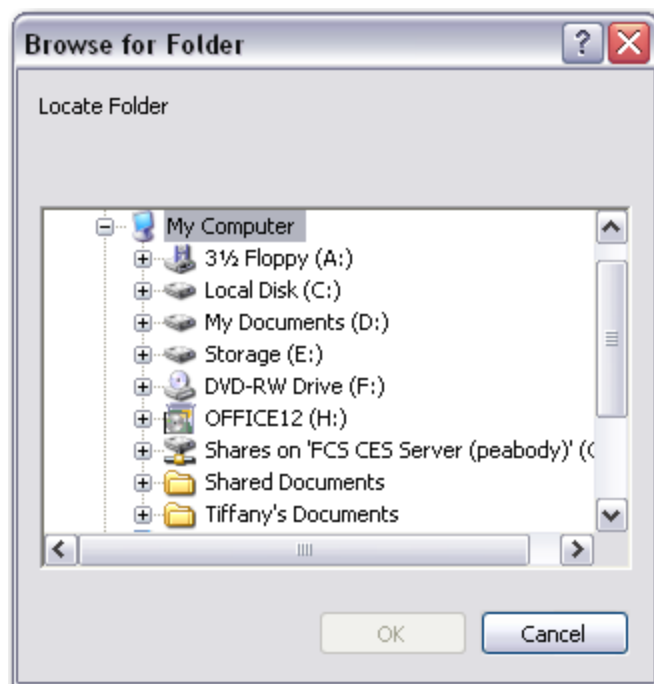 Browse for Folder
Locate Folder
My Computer
3½ Floppy (A:)
Local Disk (C:)
My Documents (D:)
Storage (E:)
DVD-RW Drive (F:)
OFFICE12 (H:)
Shares on 'FCS CES Server (peabody)' (
Shared Documents
Tiffany's Documents
OK Cancel